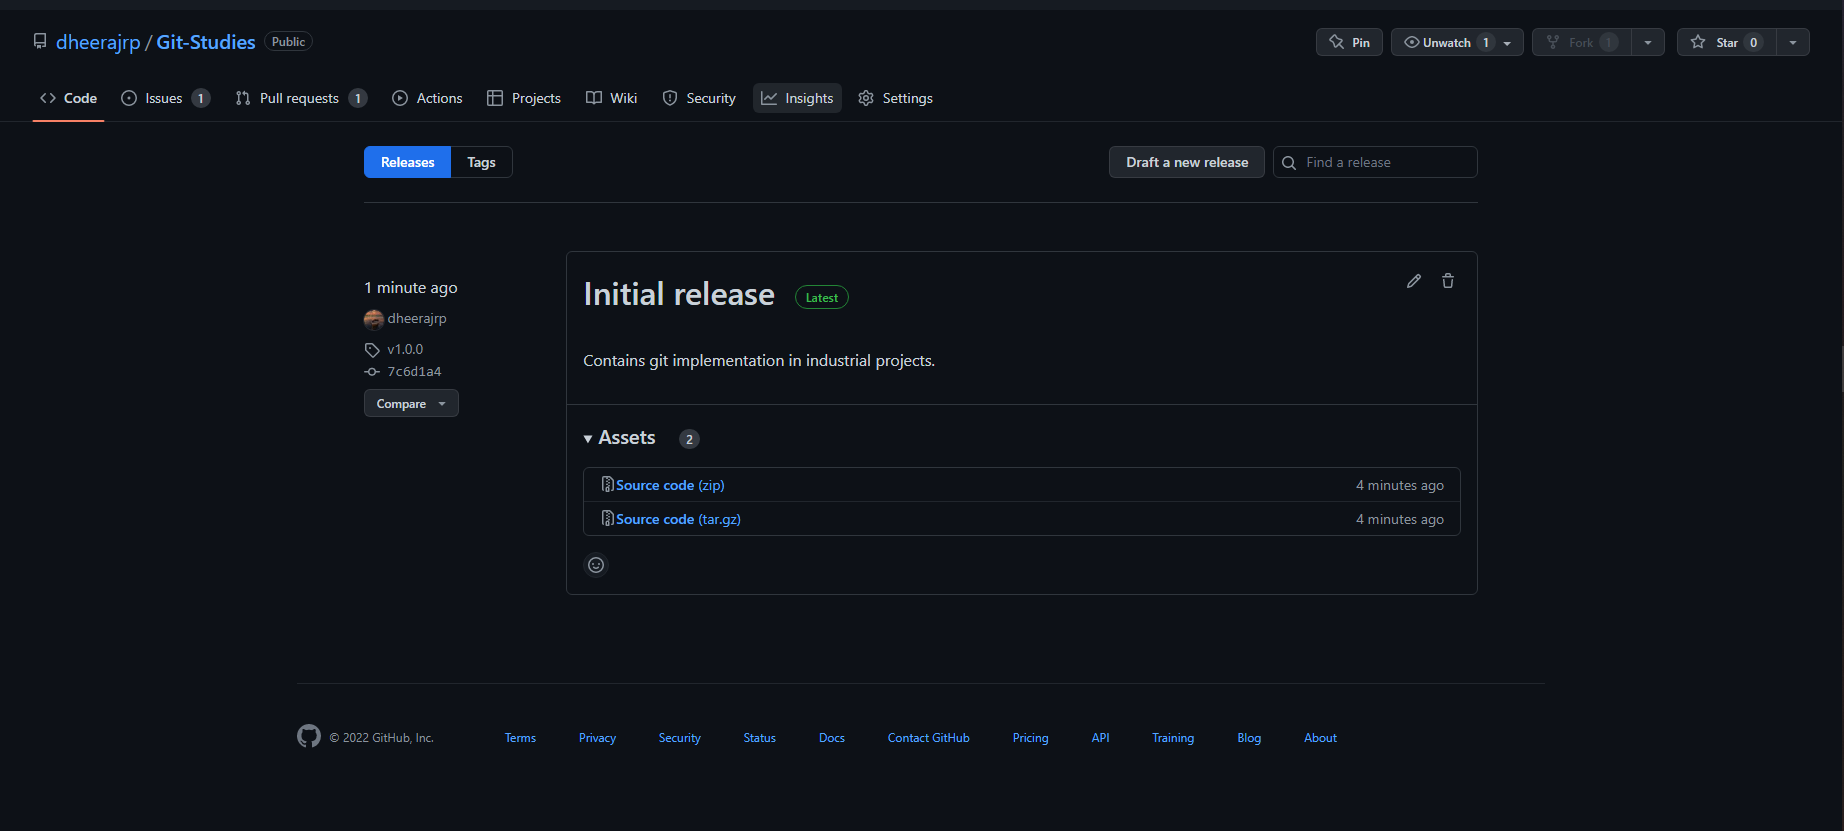 dheerajrp / Git-Studies Public
Pin Unwatch 1 Fork 1 Star 0
Code Issues 1 Pull requests 1 Actions Projects Wiki Security Insights Settings
Releases Tags Draft a new release Find a release
1 minute ago
dheerajrp
v1.0.0
7c6d1a4
Compare
Initial release Latest
Contains git implementation in industrial projects.
Assets 2
Source code (zip) 4 minutes ago
Source code (tar.gz) 4 minutes ago
© 2022 GitHub, Inc. Terms Privacy Security Status Docs Contact GitHub Pricing API Training Blog About